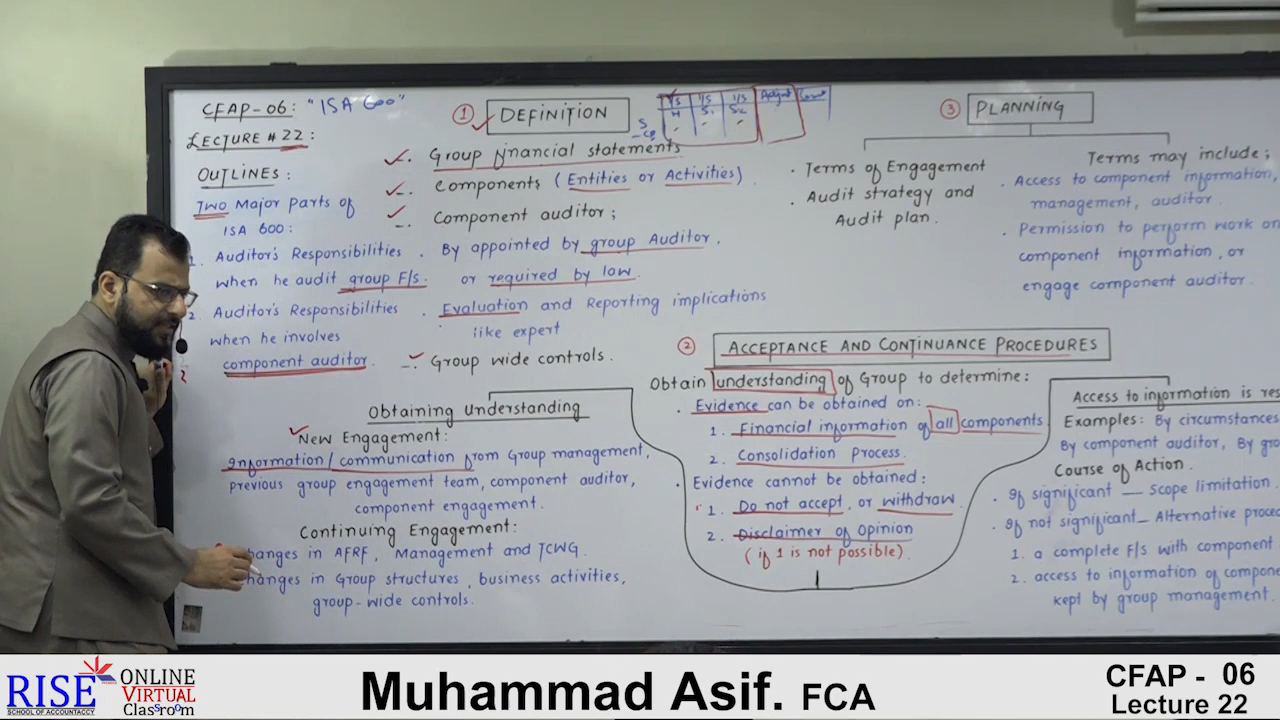 CFAP-06: "ISA 600"
LECTURE # 22:
OUTLINES:
TWO Major parts of
ISA 600:
1. Auditor's Responsibilities
when he audit group F/s.
2. Auditor's Responsibilities
when he involves
component auditor.
① DEFINITION
Group financial statements
Components (Entities or Activities)
Component auditor;
. By appointed by group Auditor.
or required by law.
. Evaluation and Reporting implications
like expert
Group wide controls.
③ PLANNING
. Terms of Engagement
. Audit strategy and
Audit plan.
Terms may include;
. Access to component information,
management, auditor.
. Permission to perform work on
component information, or
engage component auditor.
② ACCEPTANCE AND CONTINUANCE PROCEDURES
Obtain understanding of Group to determine:
. Evidence can be obtained on:
1. Financial information of all components
2. Consolidation Process.
. Evidence cannot be obtained:
1. Do not accept, or withdraw
2. Disclaimer of opinion
(if 1 is not possible).
Obtaining Understanding
New Engagement:
Information/communication from Group management,
previous group engagement team, component auditor,
component engagement.
Continuing Engagement:
hanges in AFRF, Management and TCWG.
hanges in Group structures, business activities,
group-wide controls.
Access to information is res
Examples: By circumstances
By component auditor, By gro
Course of Action.
. If significant — Scope limitation.
. If not significant — Alternative proced
1. a complete F/s with component
2. access to information of compone
kept by group management.
RISE
SCHOOL OF ACCOUNTANCY
ONLINE
VIRTUAL
Classroom
Muhammad Asif. FCA
CFAP - 06
Lecture 22